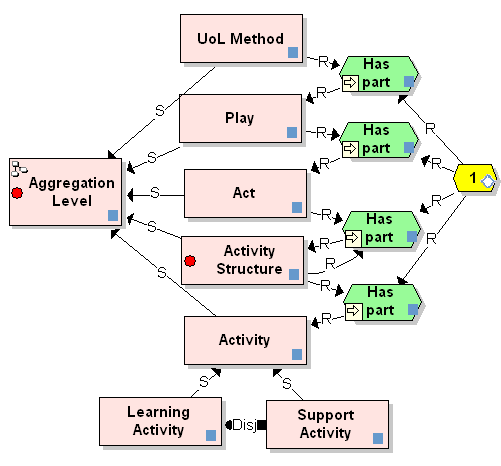 UoL Method
R
Has
part
R
S
Play
R
Has
part
R
S
R
R
1
Aggregation
Level
S
Act
R
R
Has
part
R
S
Activity
Structure
R
R
R
Has
part
S
R
Activity
S
S
Learning
Activity
Disj
Support
Activity